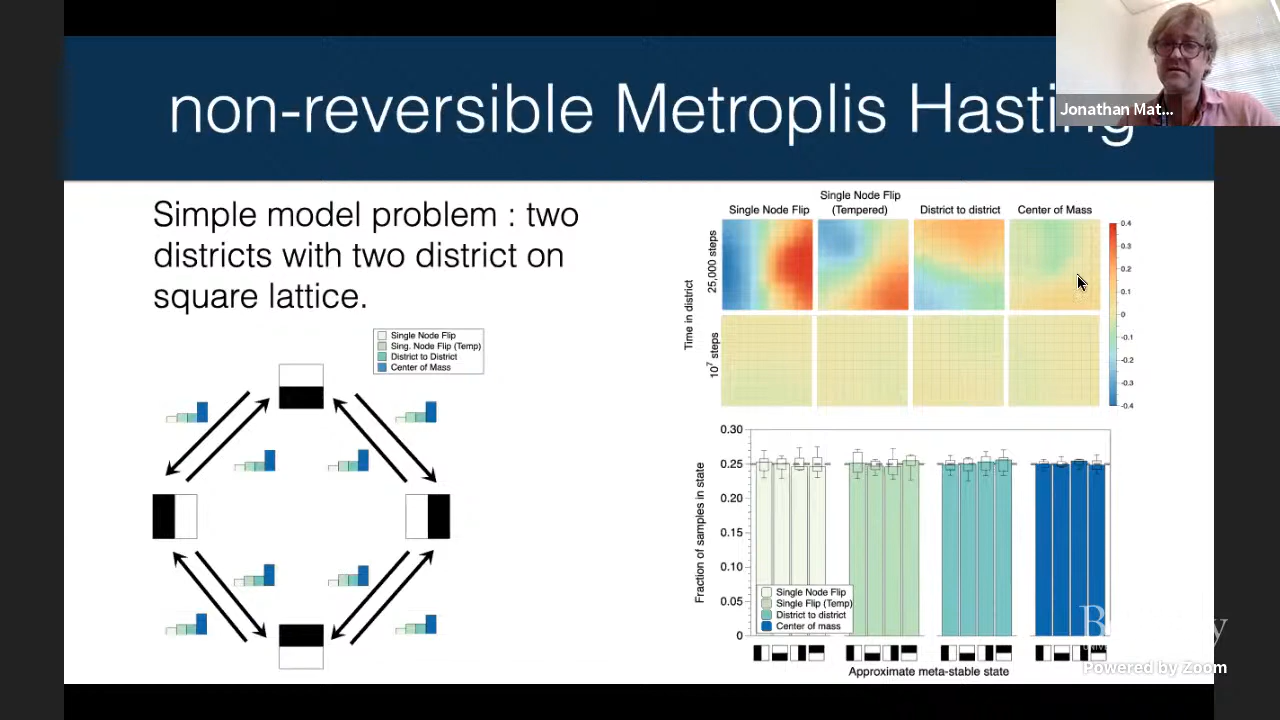 non-reversible Metroplis Hasting
Jonathan Mat...
Simple model problem : two
districts with two district on
square lattice.
Single Node Flip
Sing. Node Flip (Temp)
District to District
Center of Mass
Single Node Flip
Single Node Flip
(Tempered)
District to district
Center of Mass
Time in district
25,000 steps
10⁷ steps
0.4
0.3
0.2
0.1
0
-0.1
-0.2
-0.3
-0.4
Fraction of samples in state
0.30
0.25
0.20
0.15
0.10
0.05
0
Single Node Flip
Single Flip (Temp)
District to district
Center of mass
Approximate meta-stable state
Powered by Zoom